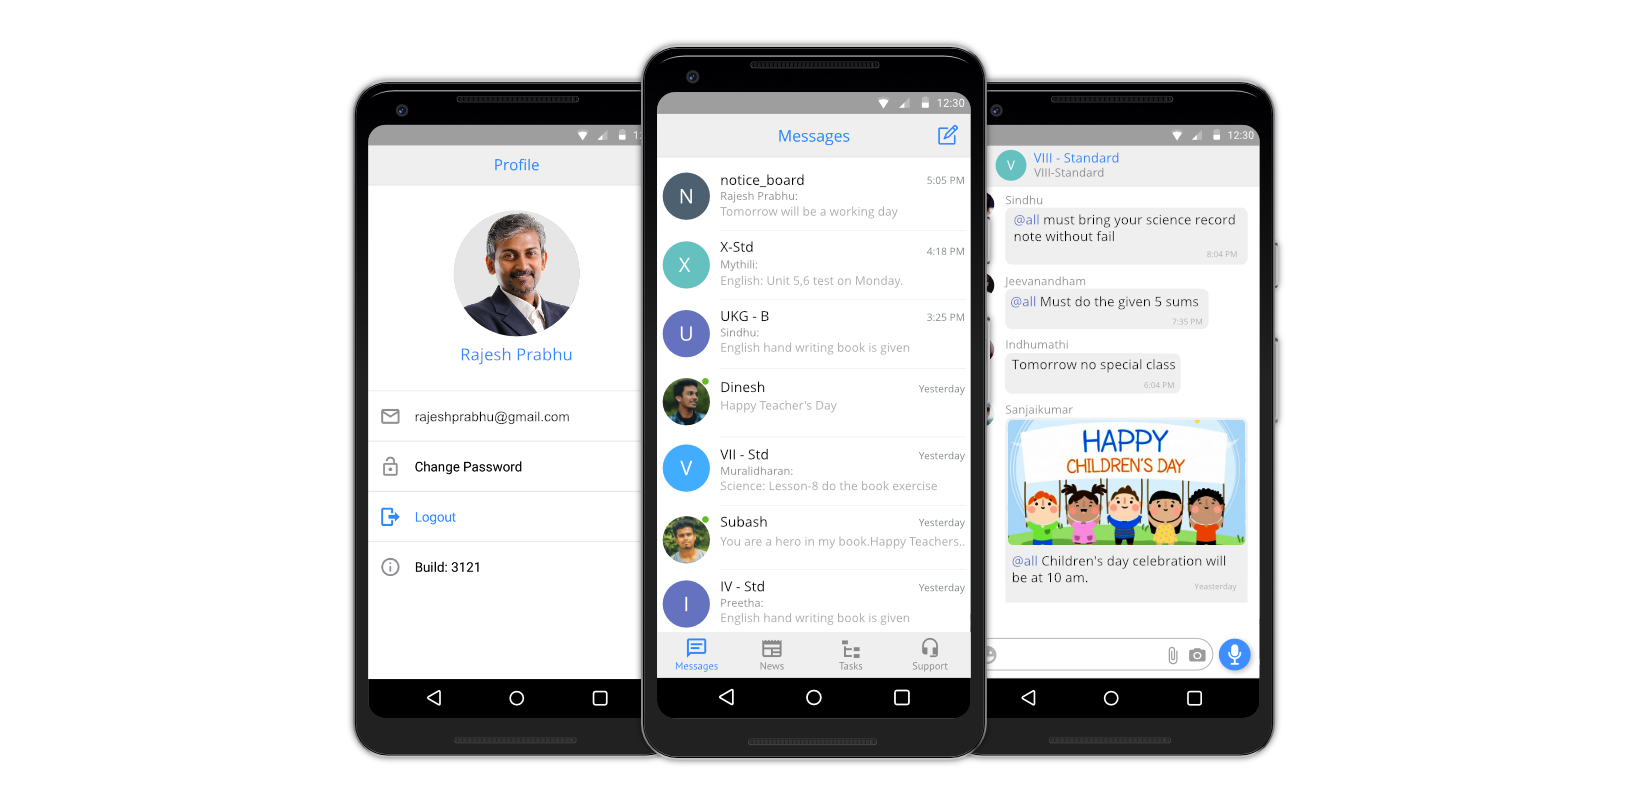 Profile
Rajesh Prabhu
rajeshprabhu@gmail.com
Change Password
Logout
Build: 3121
12:30
Messages
N
notice_board
5:05 PM
Rajesh Prabhu:
Tomorrow will be a working day
X
X-Std
4:18 PM
Mythili:
English: Unit 5,6 test on Monday.
U
UKG - B
3:25 PM
Sindhu:
English hand writing book is given
Dinesh
Yesterday
Happy Teacher's Day
V
VII - Std
Yesterday
Muralidharan:
Science: Lesson-8 do the book exercise
Subash
Yesterday
You are a hero in my book.Happy Teachers..
I
IV - Std
Yesterday
Preetha:
English hand writing book is given
Messages
News
Tasks
Support
12:30
V
VIII - Standard
VIII-Standard
Sindhu
@all must bring your science record
note without fail
8:04 PM
Jeevanandham
@all Must do the given 5 sums
7:35 PM
Indhumathi
Tomorrow no special class
6:04 PM
Sanjaikumar
HAPPY
CHILDREN'S DAY
@all Children's day celebration will
be at 10 am.
Yeasterday